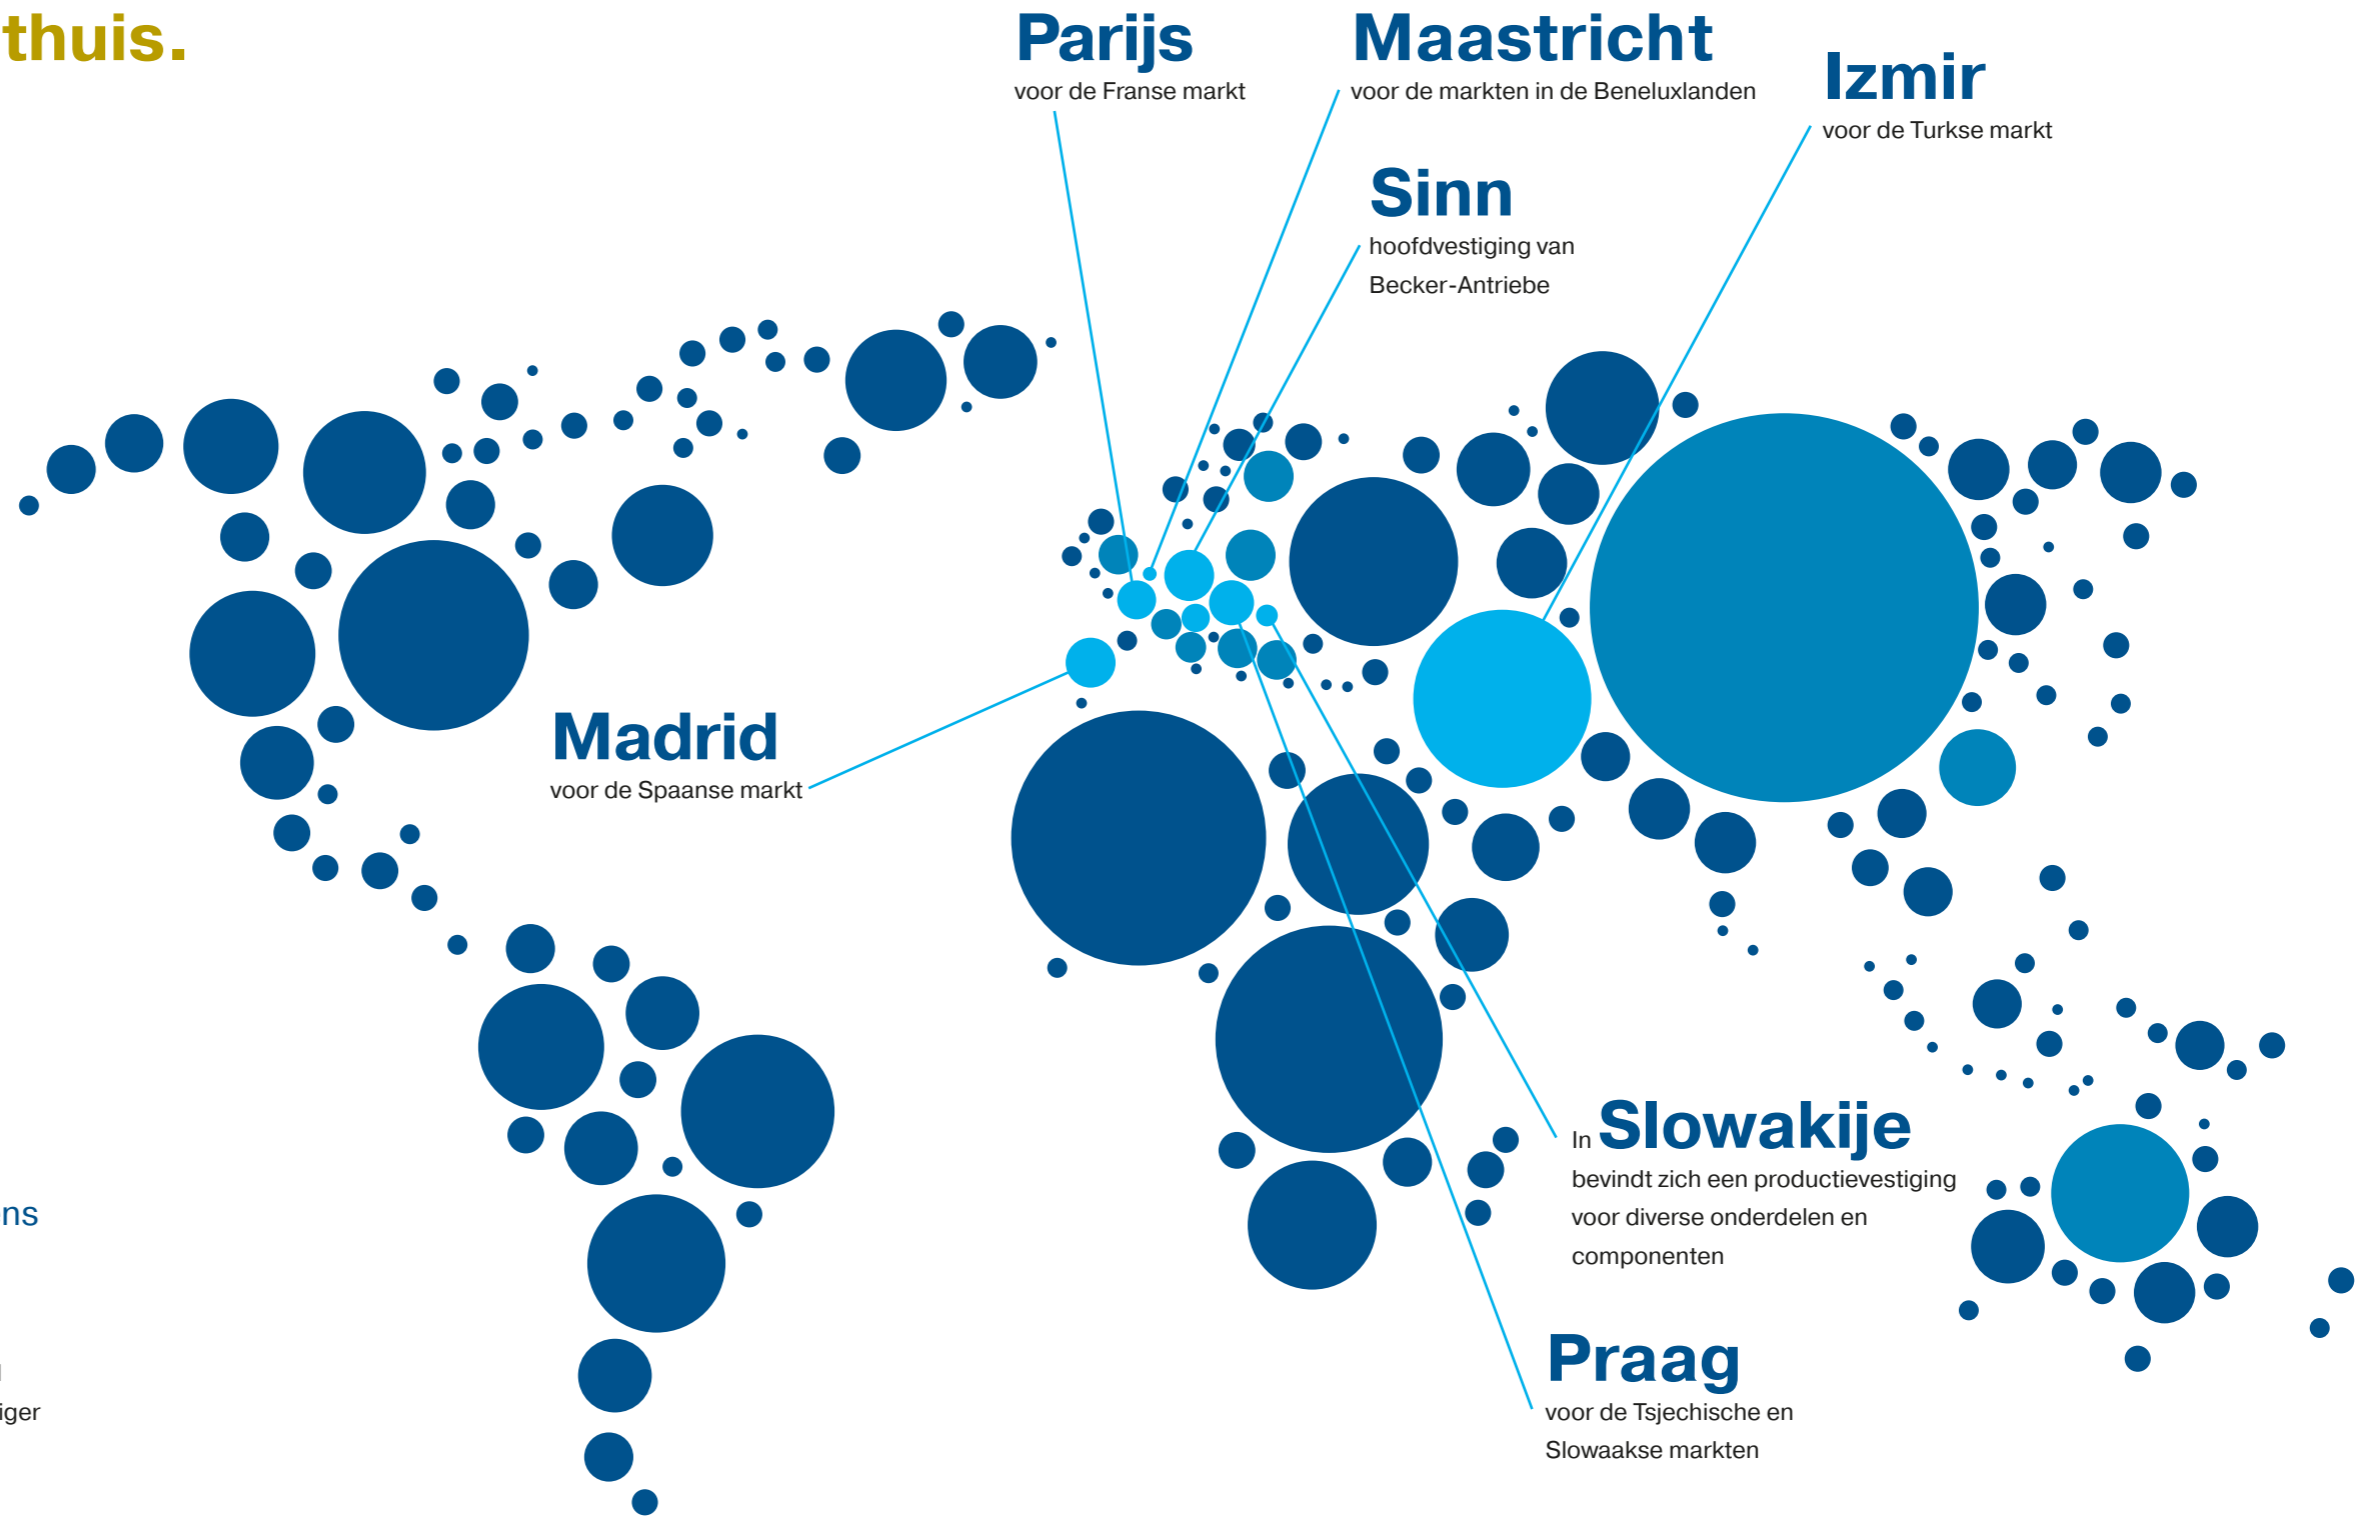 thuis.
Parijs
voor de Franse markt
Maastricht
voor de markten in de Beneluxlanden
Izmir
voor de Turkse markt
Sinn
hoofdvestiging van
Becker-Antriebe
Madrid
voor de Spaanse markt
In Slowakije
bevindt zich een productievestiging
voor diverse onderdelen en
componenten
Praag
voor de Tsjechische en
Slowaakse markten
ns
iger